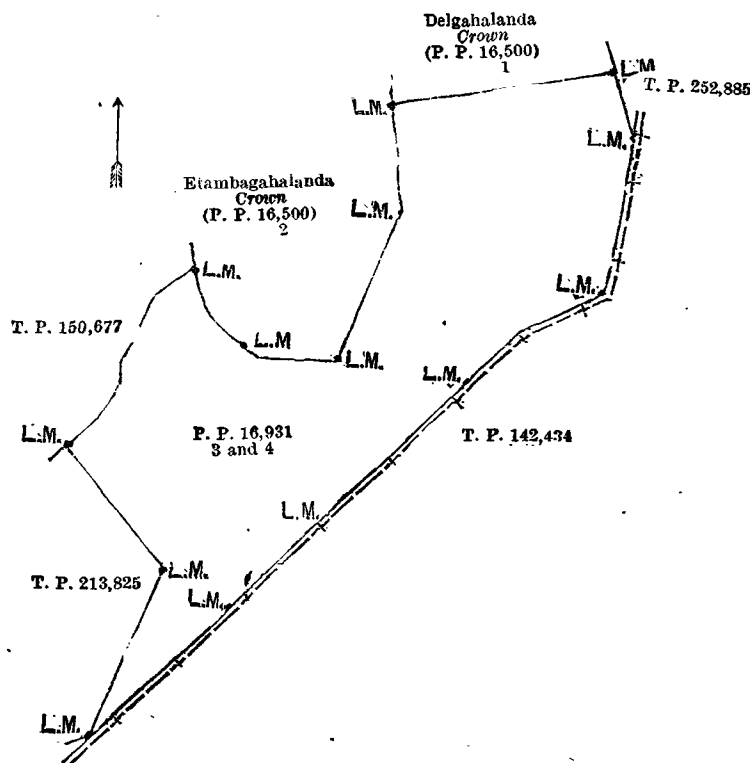 Delgahalanda
Crown
(P. P. 16,500)
1
L.M
T. P. 252,885
L.M.
L.M.
Etambagahalanda
Crown
(P. P. 16,500)
2
L.M.
L.M.
L.M.
T. P. 150,677
L.M
L.M.
L.M.
L.M.
P. P. 16,931
3 and 4
T. P. 142,434
L.M.
T. P. 213,825
L.M.
L.M.
L.M.